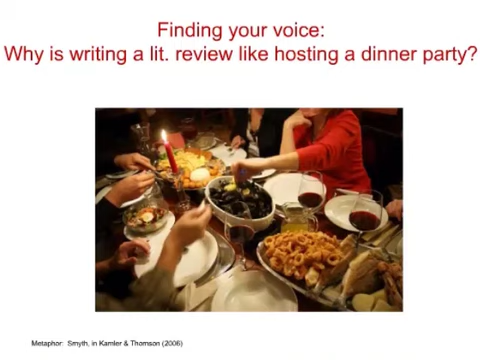 Finding your voice:
Why is writing a lit. review like hosting a dinner party?
Metaphor: Smyth, in Kamler & Thomson (2006)